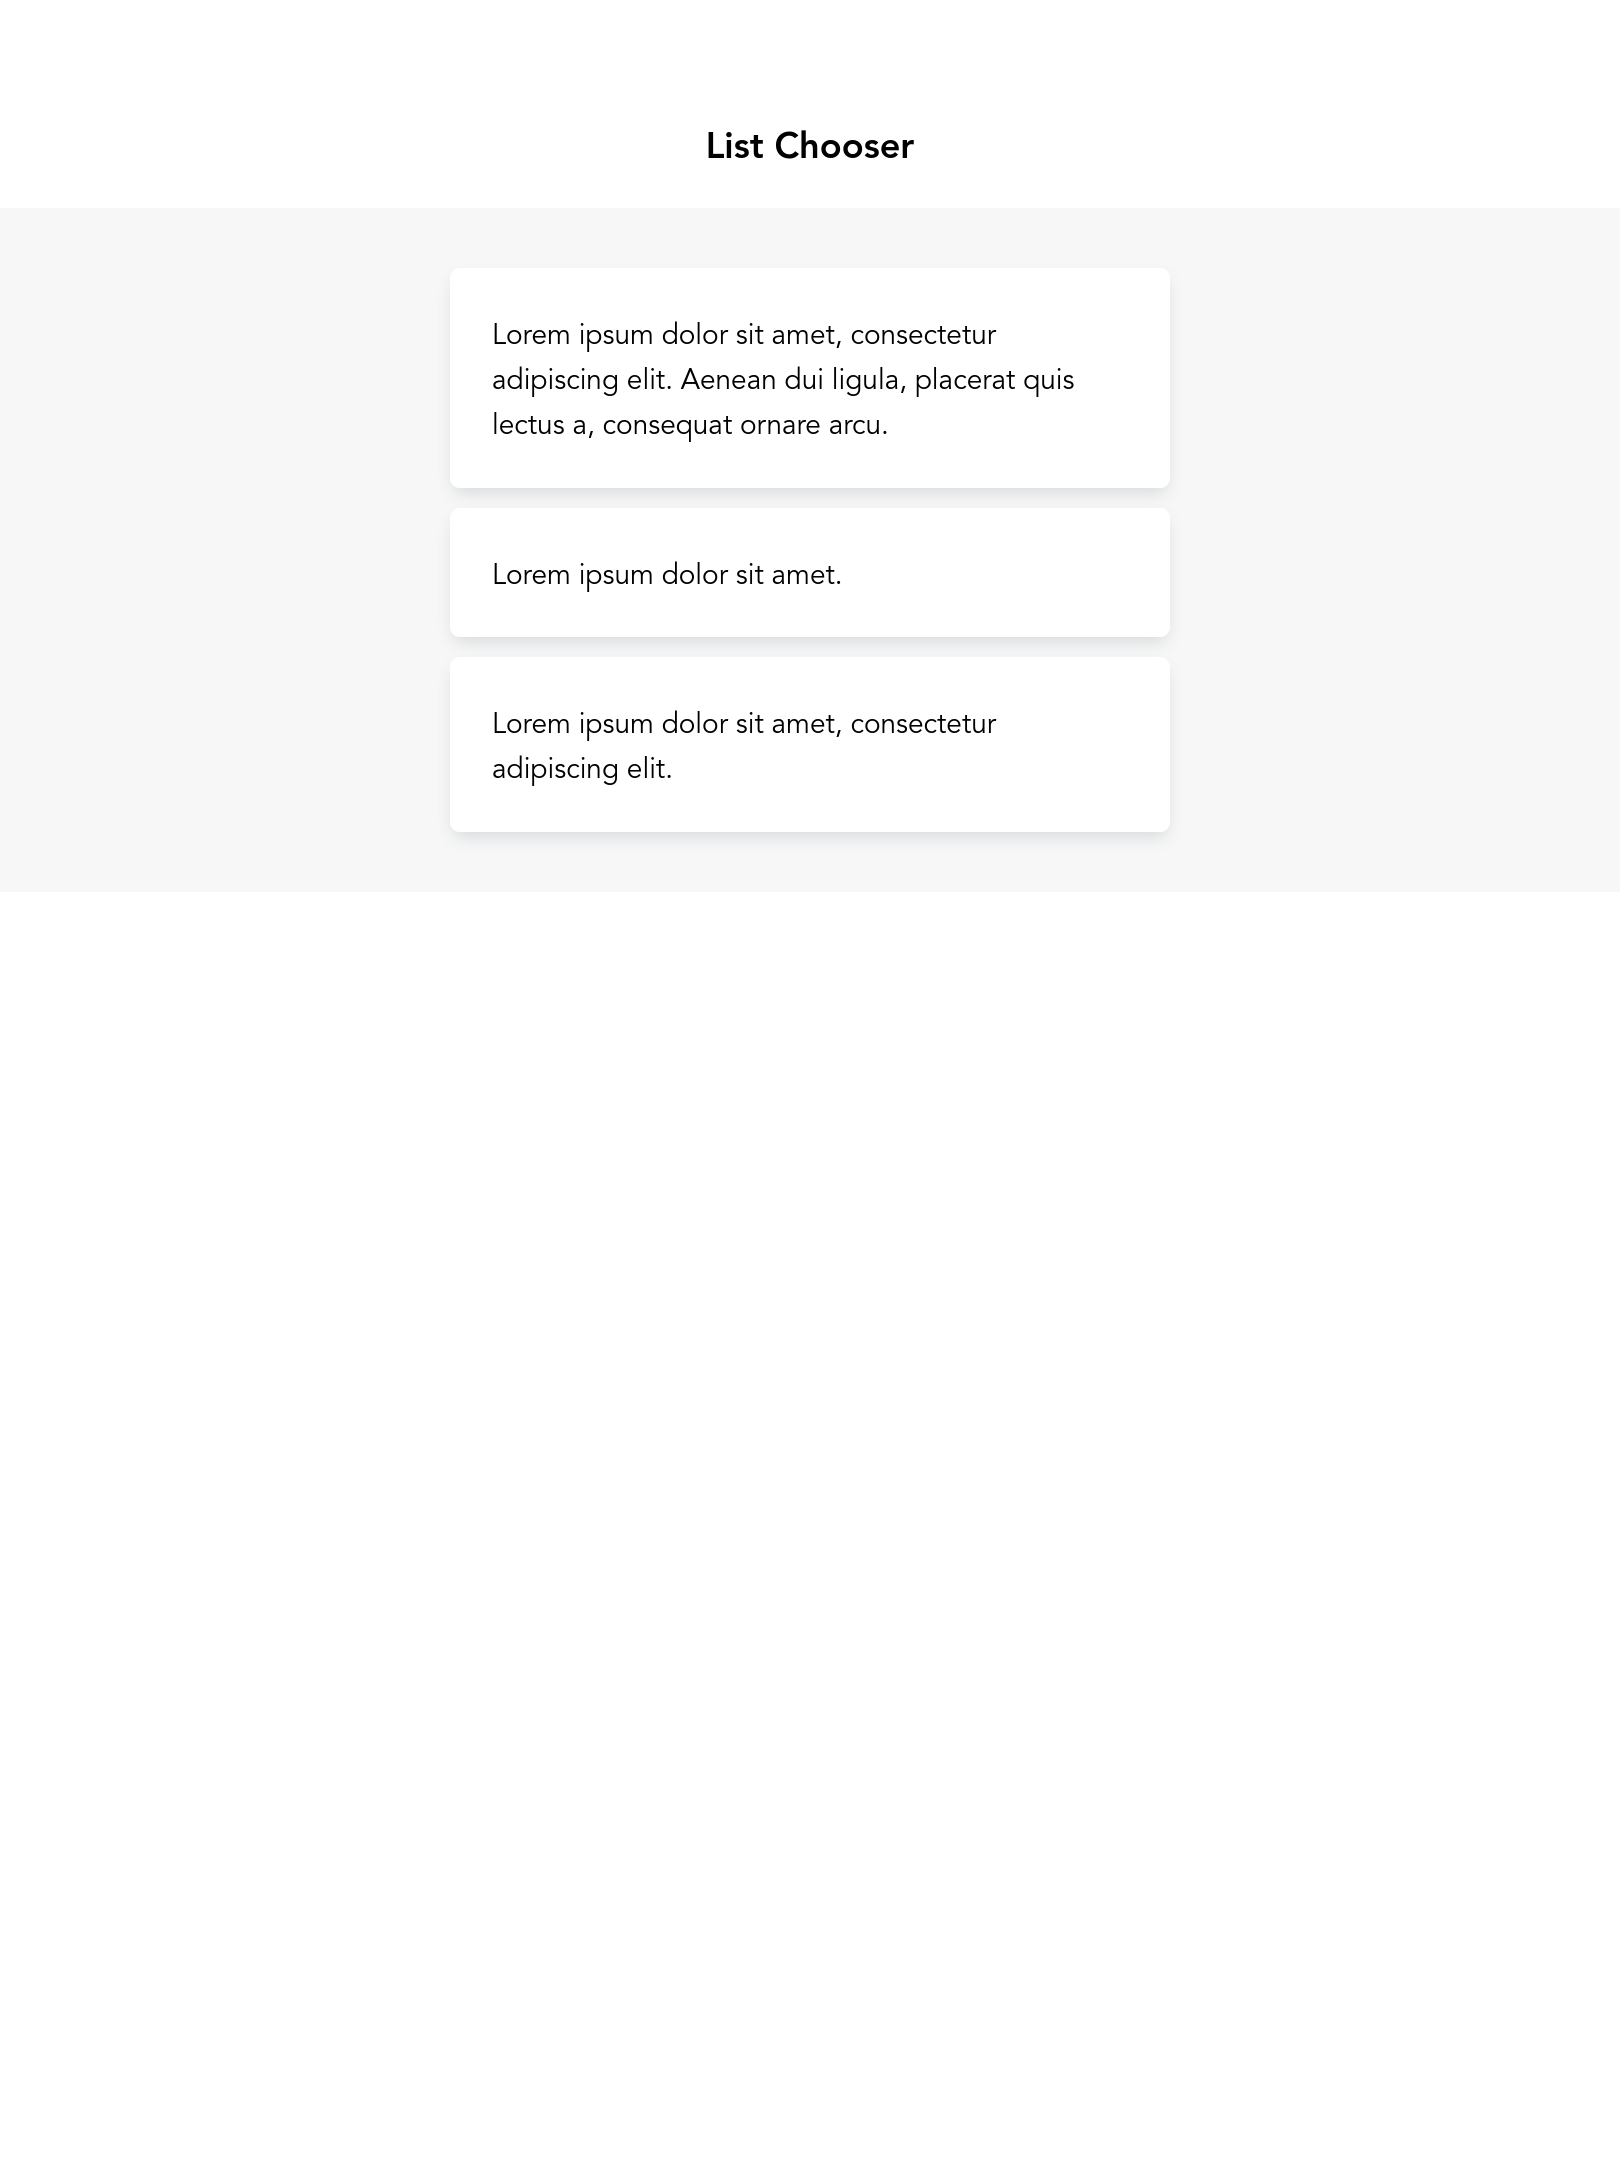 List Chooser
Lorem ipsum dolor sit amet, consectetur
adipiscing elit. Aenean dui ligula, placerat quis
lectus a, consequat ornare arcu.
Lorem ipsum dolor sit amet.
Lorem ipsum dolor sit amet, consectetur
adipiscing elit.